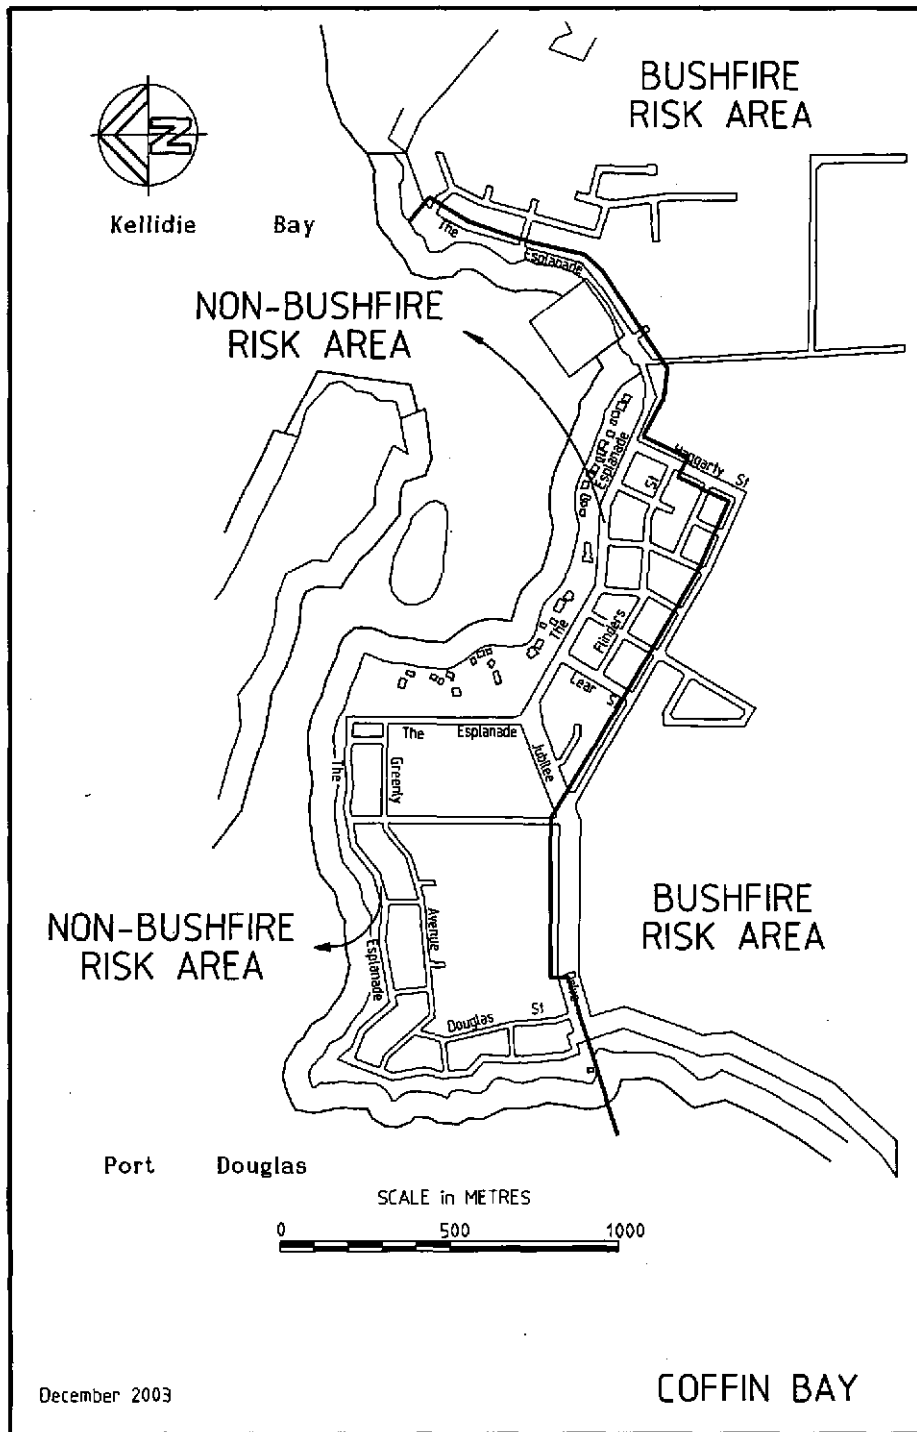 BUSHFIRE
RISK AREA
N
Kellidie Bay
The
Esplanade
NON-BUSHFIRE
RISK AREA
Esplanade
Haggarty St
St
The
Flinders
Lear St
The Esplanade
Jubilee
The
Greenly
BUSHFIRE
RISK AREA
NON-BUSHFIRE
RISK AREA
Avenue
Esplanade
Douglas St
Port Douglas
SCALE in METRES
0 500 1000
December 2003
COFFIN BAY